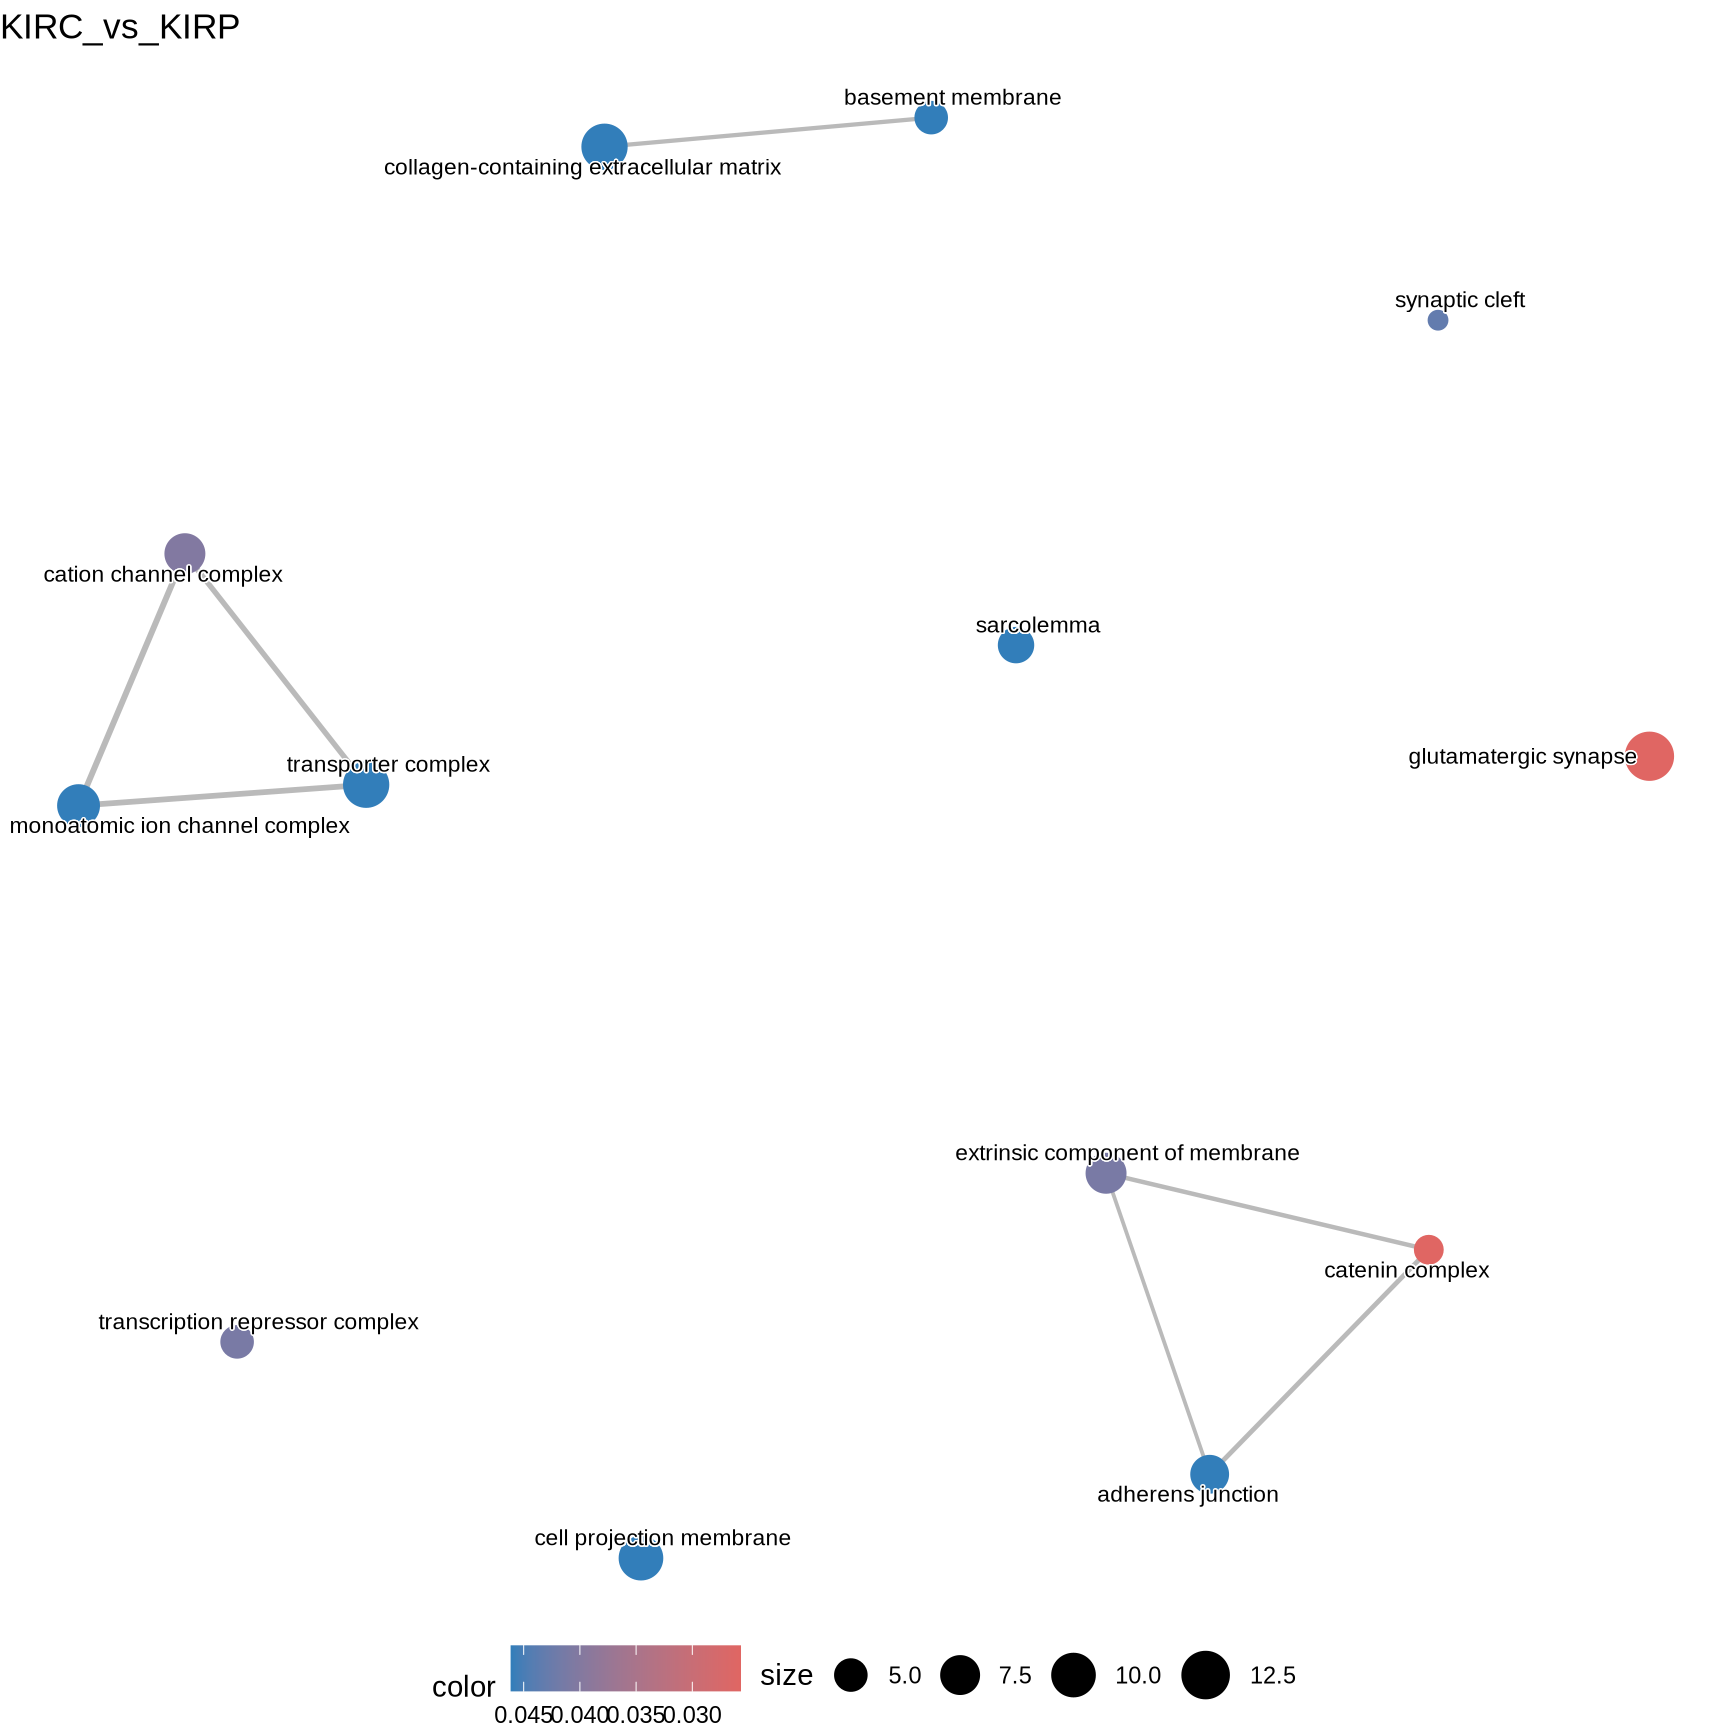 KIRC_vs_KIRP
basement membrane
collagen-containing extracellular matrix
synaptic cleft
cation channel complex
sarcolemma
glutamatergic synapse
transporter complex
monoatomic ion channel complex
extrinsic component of membrane
catenin complex
transcription repressor complex
adherens junction
cell projection membrane
color
0.045 0.040 0.035 0.030
size
5.0 7.5 10.0 12.5